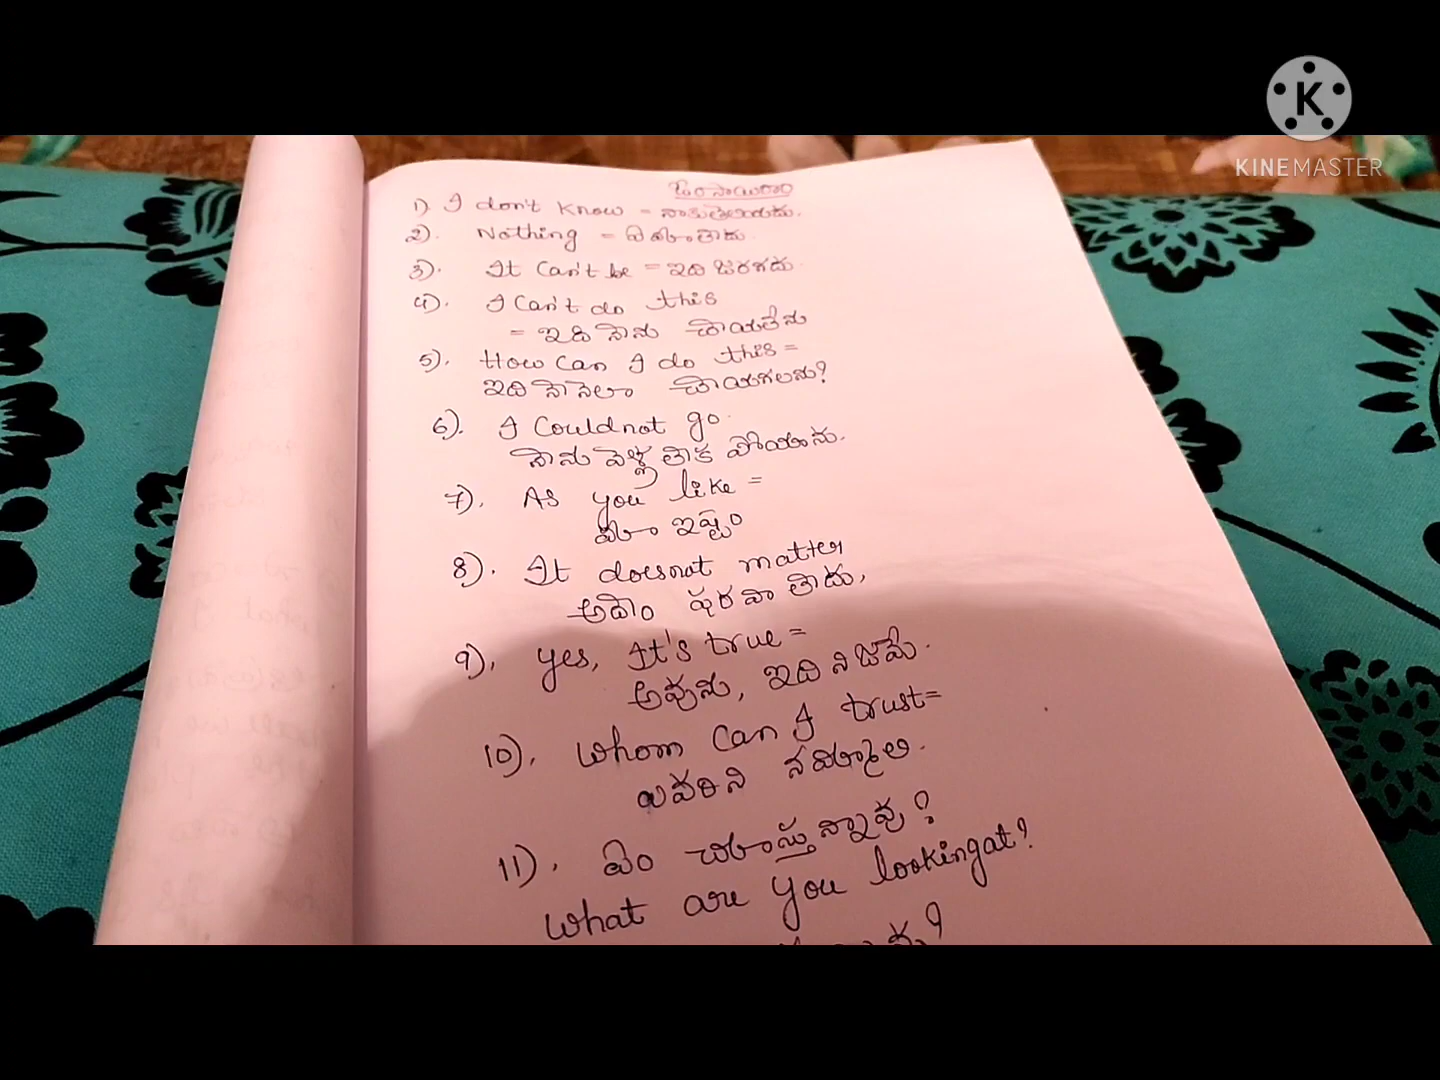 K
KINEMASTER
ఓం సాయిరాం
1) I don't know = నాకు తెలియదు.
2). Nothing = ఏమీ లేదు.
3). It can't be = ఇది జరగదు
4). I can't do this
= ఇది నేను చేయలేను
5). How can I do this =
ఇది నేనెలా చేయగలను?
6). I Couldnot go.
నేను వెళ్ళ లేక పోయాను.
7). As you like =
మీ ఇష్టం
8). It doesnot matter
అదేం పరవా లేదు.
9), yes, It's true =
అవును, ఇది నిజమే.
10), Whom can I trust=
ఎవరిని నమ్మాలి.
11). ఏం చూస్తున్నావు?
What are you lookingat?